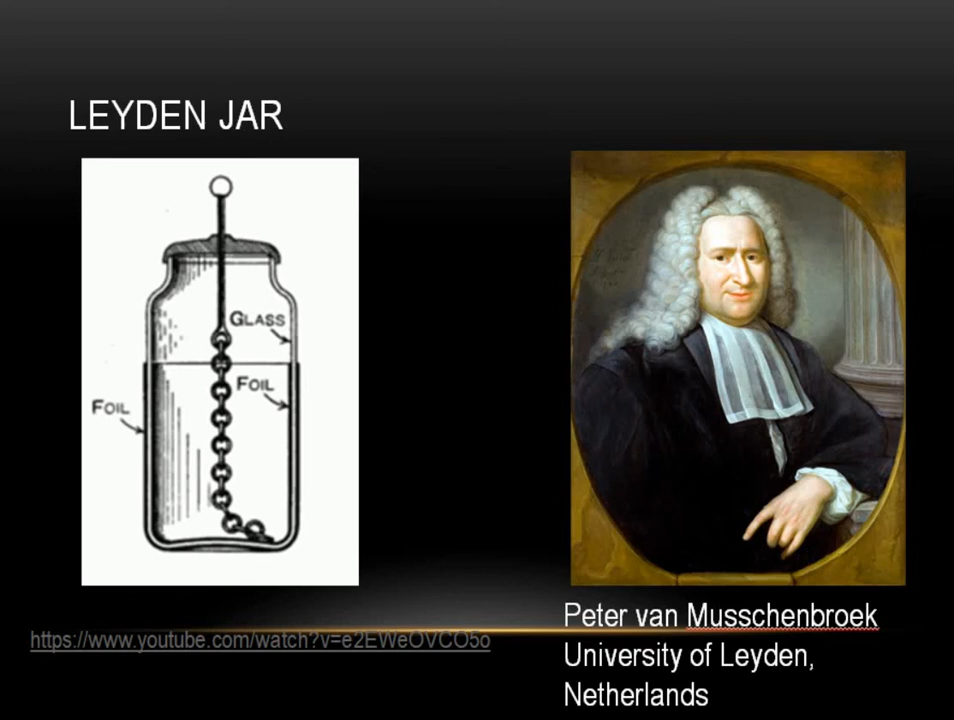 LEYDEN JAR
GLASS
FOIL
FOIL
https://www.youtube.com/watch?v=e2EWeOVCO5o
Peter van Musschenbroek
University of Leyden,
Netherlands